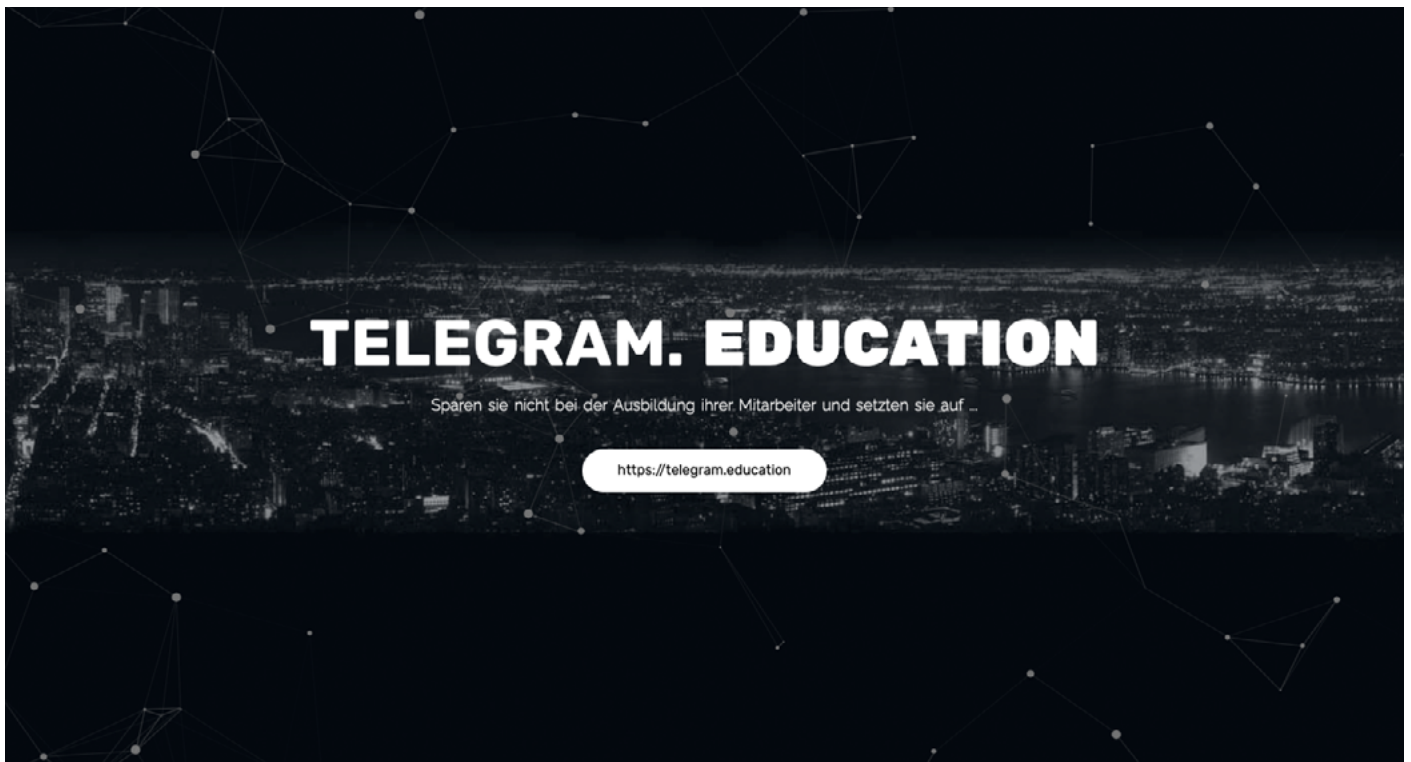 TELEGRAM. EDUCATION
Sparen sie nicht bei der Ausbildung ihrer Mitarbeiter und setzten sie auf ...
https://telegram.education